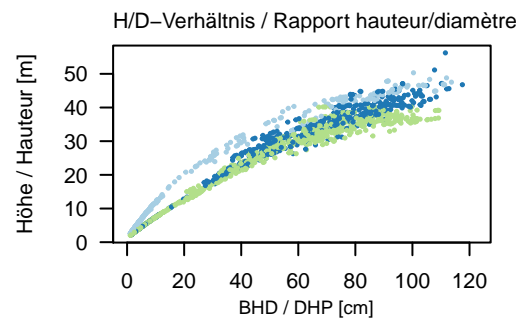 H/D−Verhältnis / Rapport hauteur/diamètre
Höhe / Hauteur [m]
50
40
30
20
10
0
0 20 40 60 80 100 120
BHD / DHP [cm]